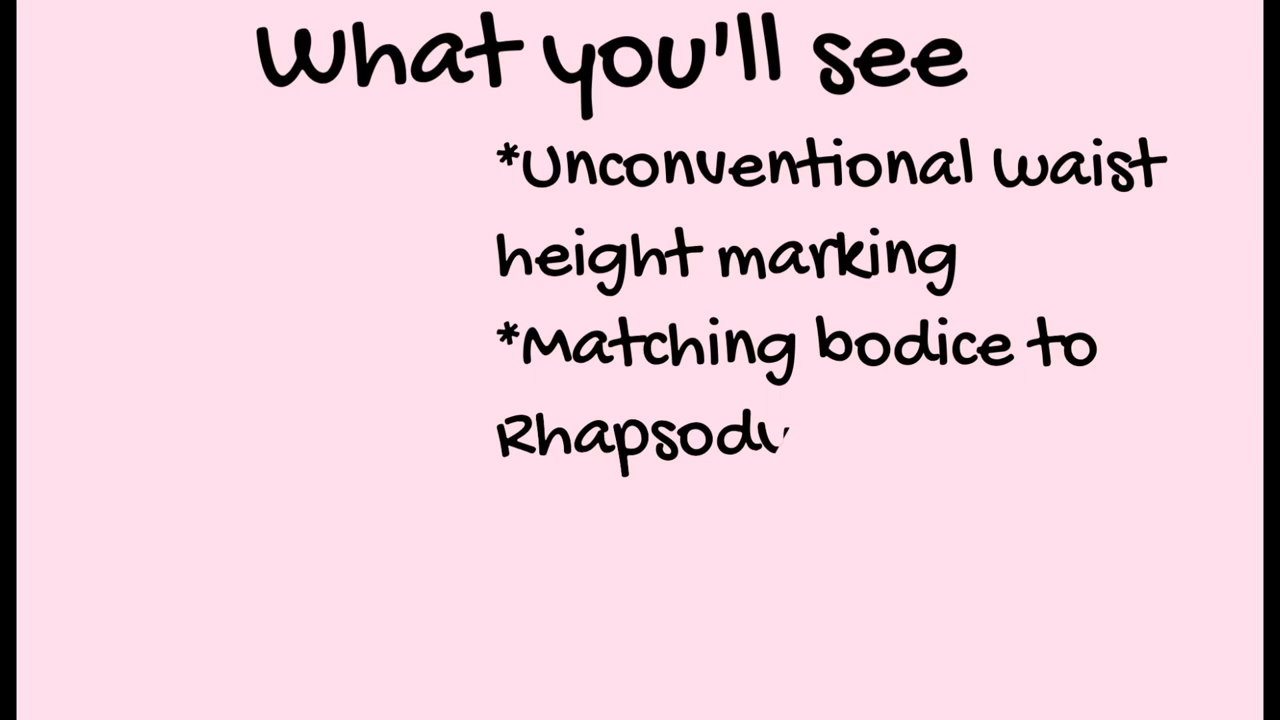 What you'll see
*Unconventional waist
height marking
*Matching bodice to